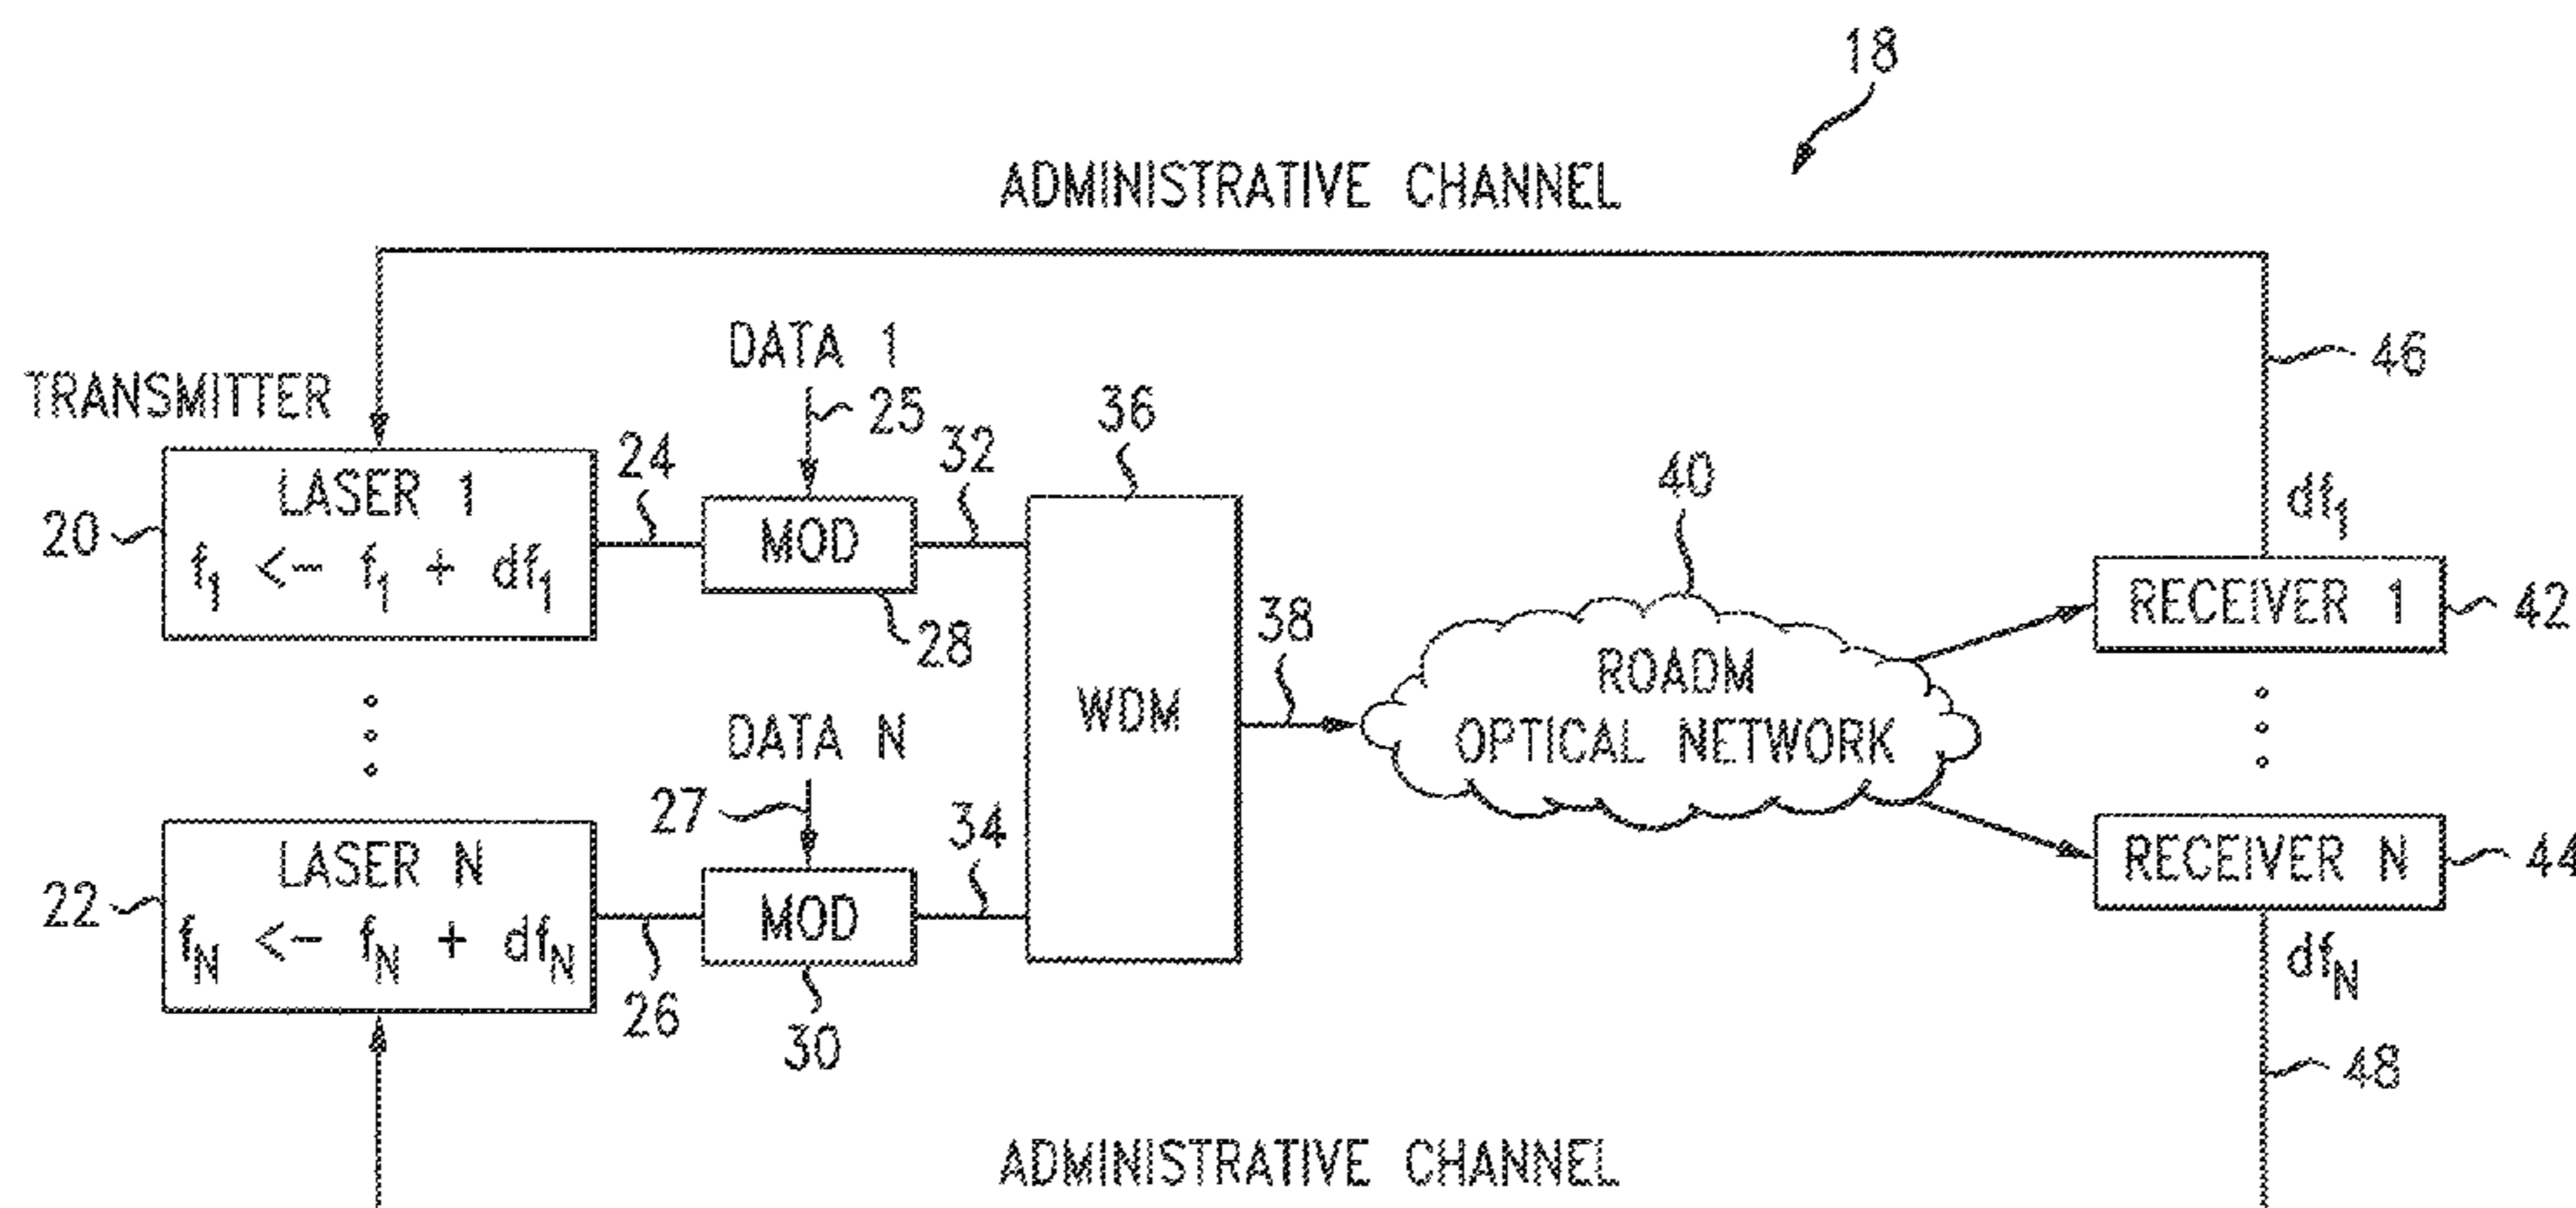 18
ADMINISTRATIVE CHANNEL
DATA 1
46
TRANSMITTER
25
36
24
32
40
LASER 1
df1
20
MOD
f1 <- f1 + df1
RECEIVER 1
42
28
38
ROADM
WDM
DATA N
OPTICAL NETWORK
27
34
LASER N
RECEIVER N
44
22
MOD
fN <- fN + dfN
dfN
26
30
48
ADMINISTRATIVE CHANNEL